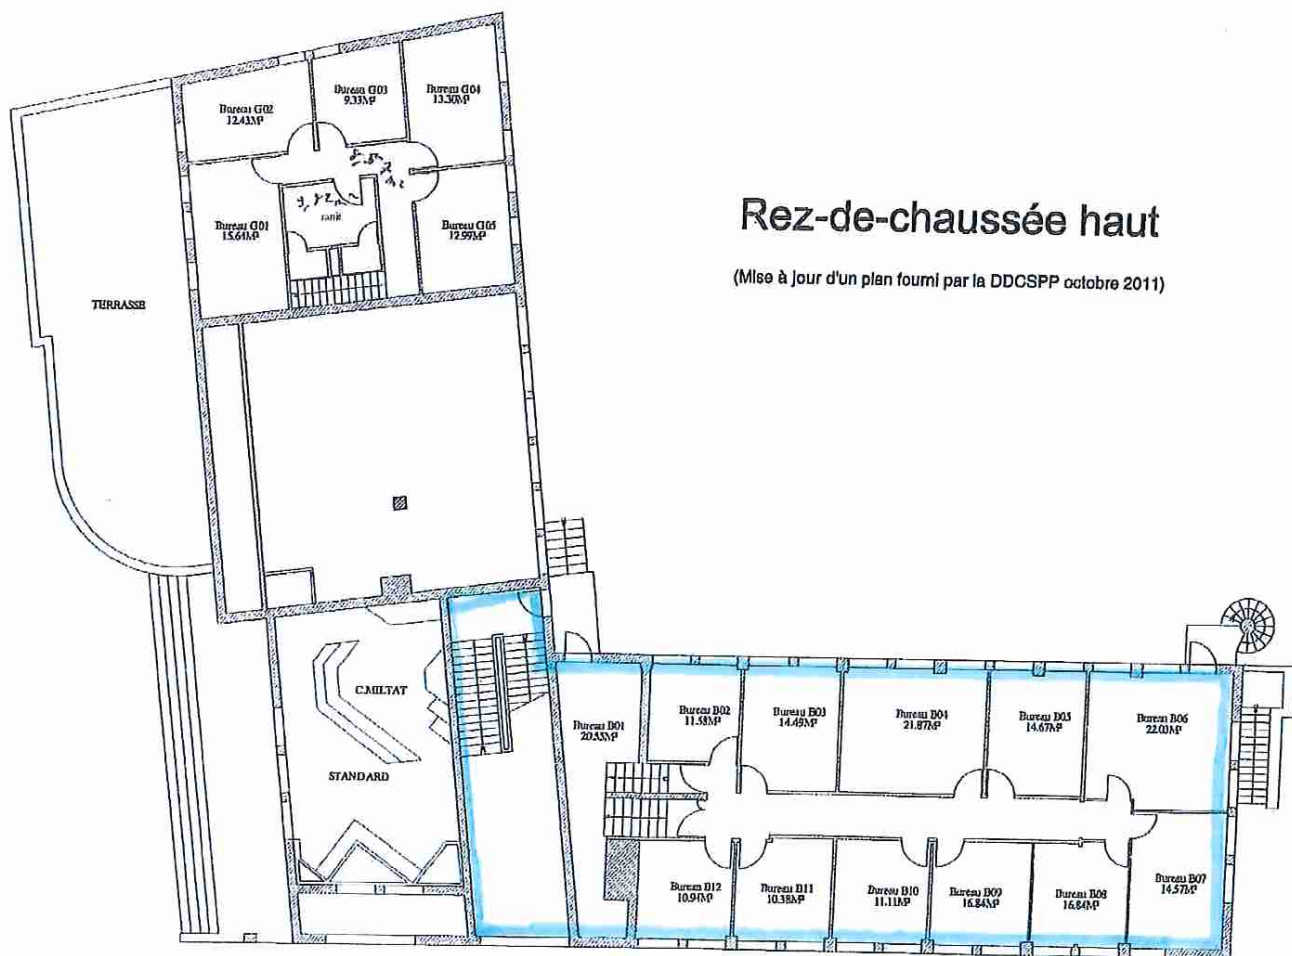 Bureau G02
12.43M²
Bureau G03
9.33M²
Bureau G04
13.30M²
Bureau G01
15.64M²
Bureau G05
12.99M²
TERRASSE
Rez-de-chaussée haut
(Mise à jour d'un plan fourni par la DDCSPP octobre 2011)
C.MILTAT
STANDARD
Bureau B01
20.55M²
Bureau B02
11.58M²
Bureau B03
14.49M²
Bureau B04
21.87M²
Bureau B05
14.67M²
Bureau B06
22.03M²
Bureau B12
10.94M²
Bureau B11
10.38M²
Bureau B10
11.11M²
Bureau B09
16.84M²
Bureau B08
16.84M²
Bureau B07
14.57M²